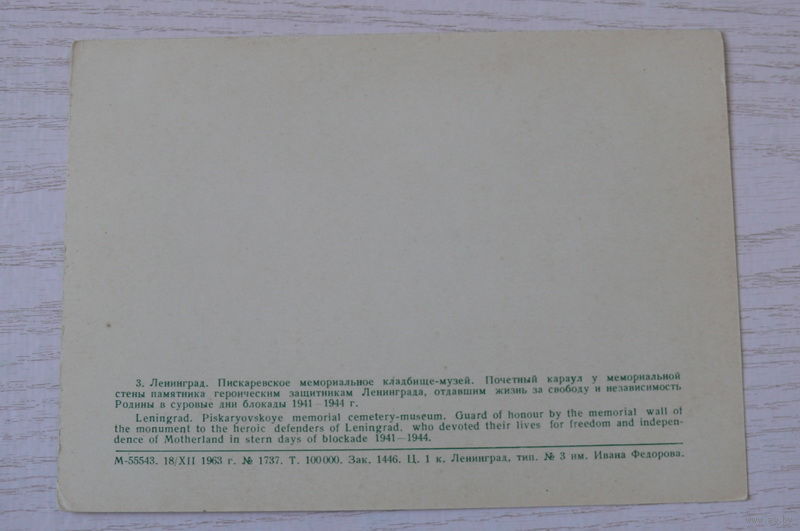 3. Ленинград. Пискаревское мемориальное кладбище-музей. Почетный караул у мемориальной
стены памятника героическим защитникам Ленинграда, отдавшим жизнь за свободу и независимость
Родины в суровые дни блокады 1941—1944 г.
Leningrad. Piskaryovskoye memorial cemetery-museum. Guard of honour by the memorial wall of
the monument to the heroic defenders of Leningrad, who devoted their lives for freedom and indepen-
dence of Motherland in stern days of blockade 1941—1944.
М-55543. 18/XII 1963 г. № 1737. Т. 100000. Зак. 1446. Ц. 1 к. Ленинград, тип. № 3 им. Ивана Федорова.